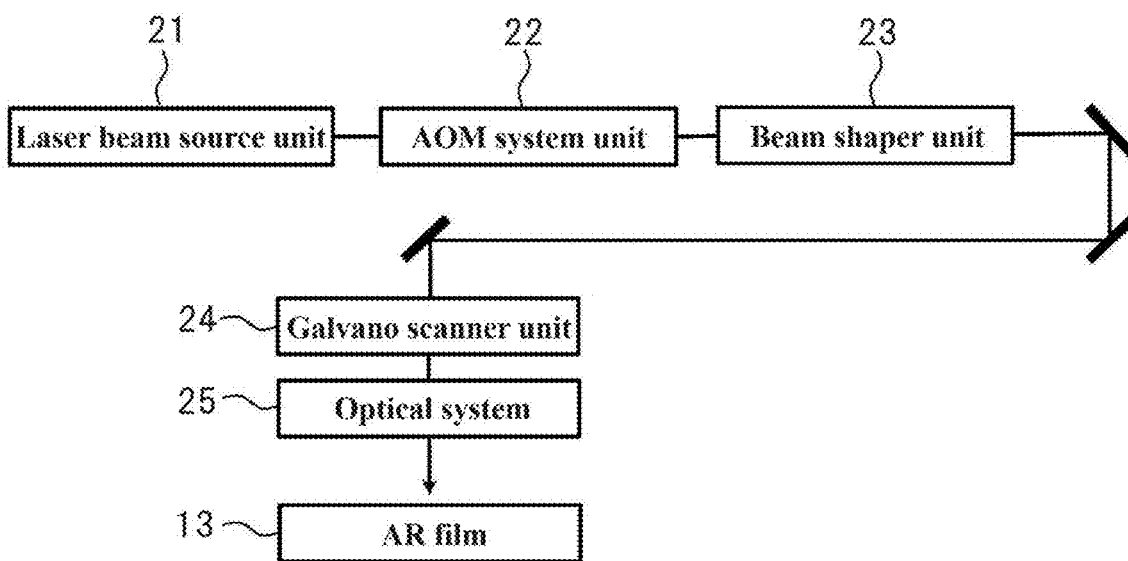 21
22
23
Laser beam source unit
AOM system unit
Beam shaper unit
24
Galvano scanner unit
25
Optical system
13
AR film